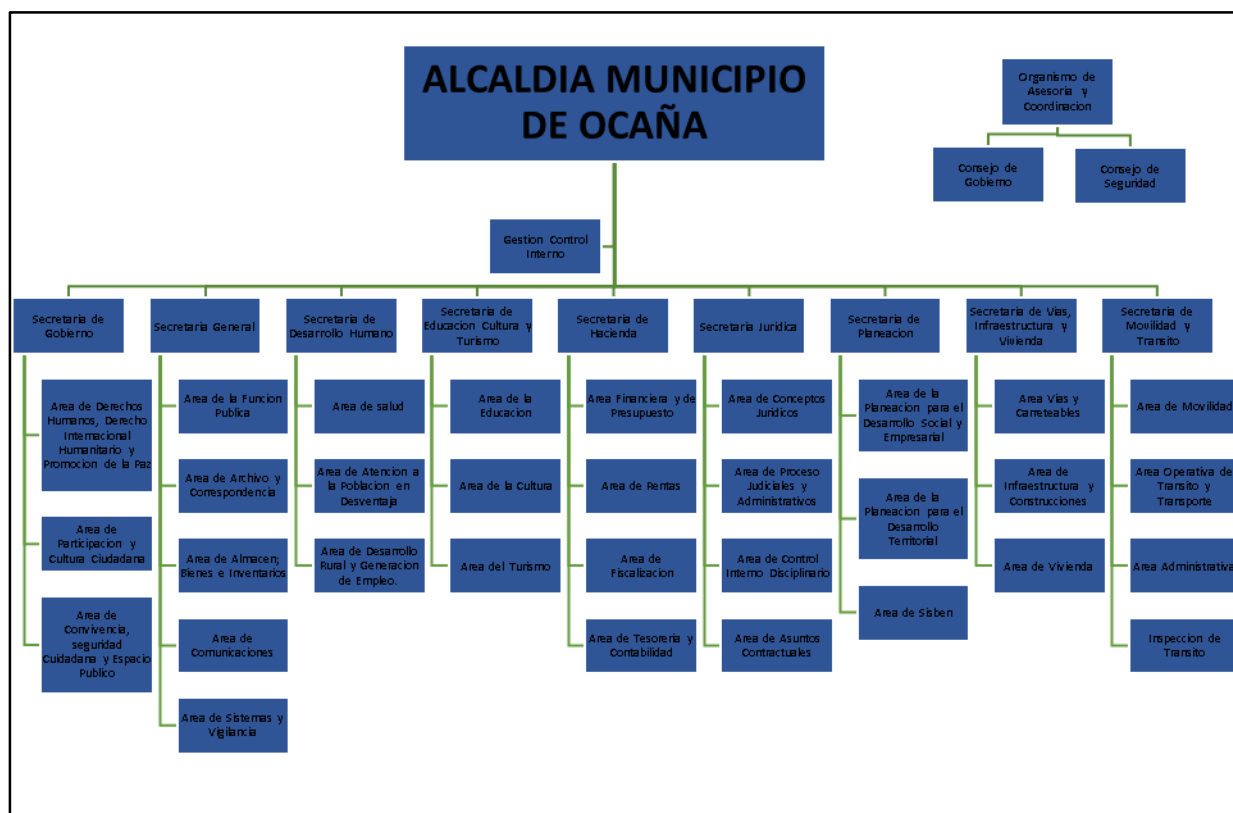 ALCALDIA MUNICIPIO
DE OCAÑA
Organismo de
Asesoria y
Coordinacion
Consejo de
Gobierno
Consejo de
Seguridad
Gestion Control
Interno
Secretaria de
Gobierno
Secretaria General
Secretaria de
Desarrollo Humano
Secretaria de
Educacion Cultura y
Turismo
Secretaria de
Hacienda
Secretaria Juridica
Secretaria de
Planeacion
Secretaria de Vias,
Infraestructura y
Vivienda
Secretaria de
Movilidad y
Transito
Area de Derechos
Humanos, Derecho
Internacional
Humanitario y
Promocion de la Paz
Area de
Participacion y
Cultura Ciudadana
Area de
Convivencia,
seguridad
Cuidadana y Espacio
Publico
Area de la Funcion
Publica
Area de Archivo y
Correspondencia
Area de Almacen;
Bienes e Inventarios
Area de
Comunicaciones
Area de Sistemas y
Vigilancia
Area de salud
Area de Atencion a
la Poblacion en
Desventaja
Area de Desarrollo
Rural y Generacion
de Empleo.
Area de la
Educacion
Area de la Cultura
Area del Turismo
Area Financiera y de
Presupuesto
Area de Rentas
Area de
Fiscalizacion
Area de Tesoreria y
Contabilidad
Area de Conceptos
Juridicos
Area de Proceso
Judiciales y
Administrativos
Area de Control
Interno Disciplinario
Area de Asuntos
Contractuales
Area de la
Planeacion para el
Desarrollo Social y
Empresarial
Area de la
Planeacion para el
Desarrollo
Territorial
Area de Sisben
Area Vias y
Carreteables
Area de
Infraestructura y
Construcciones
Area de Vivienda
Area de Movilidad
Area Operativa de
Transito y
Transporte
Area Administrativa
Inspeccion de
Transito